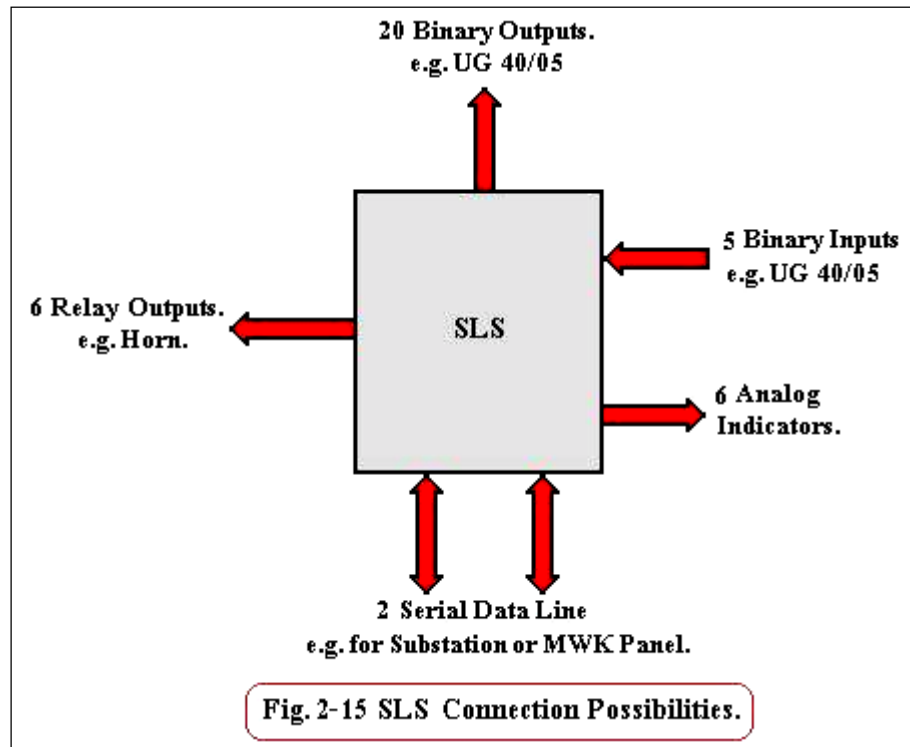 20 Binary Outputs.
e.g. UG 40/05
5 Binary Inputs
e.g. UG 40/05
6 Relay Outputs.
e.g. Horn.
SLS
6 Analog
Indicators.
2 Serial Data Line
e.g. for Substation or MWK Panel.
Fig. 2-15 SLS Connection Possibilities.